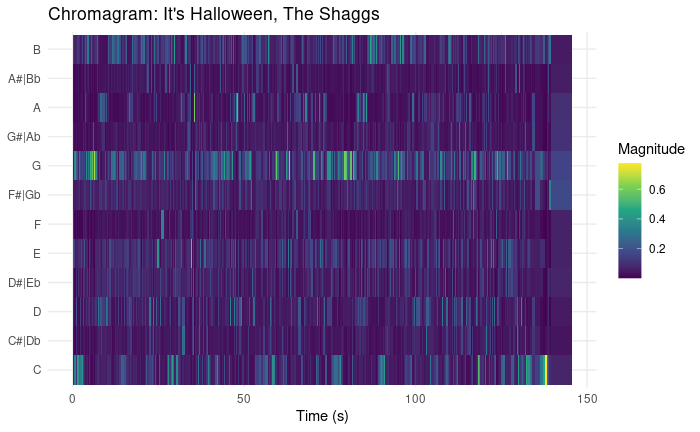 Chromagram: It's Halloween, The Shaggs
B
A#|Bb
A
G#|Ab
G
F#|Gb
F
E
D#|Eb
D
C#|Db
C
0
50
100
150
Time (s)
Magnitude
0.6
0.4
0.2